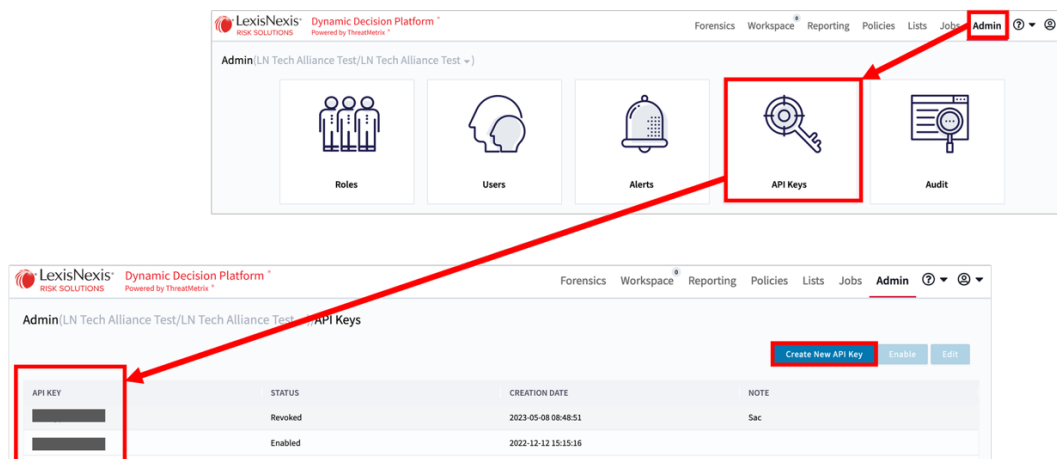 LexisNexis® Dynamic Decision Platform ™
RISK SOLUTIONS Powered by ThreatMetrix ®
Forensics Workspace 0 Reporting Policies Lists Jobs Admin
Admin(LN Tech Alliance Test/LN Tech Alliance Test)
Roles Users Alerts API Keys Audit
LexisNexis® Dynamic Decision Platform ™
RISK SOLUTIONS Powered by ThreatMetrix ®
Forensics Workspace 0 Reporting Policies Lists Jobs Admin
Admin(LN Tech Alliance Test/LN Tech Alliance Test)/API Keys
Create New API Key Enable Edit
API KEY STATUS CREATION DATE NOTE
Revoked 2023-05-08 08:48:51 Sac
Enabled 2022-12-12 15:15:16